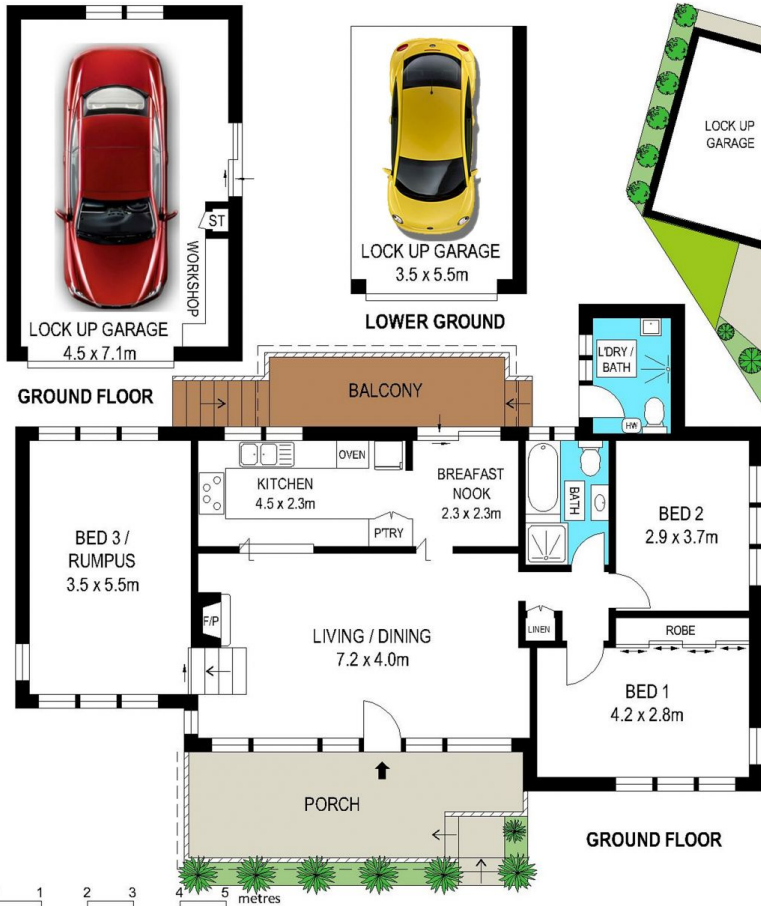 ST
WORKSHOP
LOCK UP GARAGE
4.5 x 7.1m
GROUND FLOOR
LOCK UP GARAGE
3.5 x 5.5m
LOWER GROUND
LOCK UP
GARAGE
L'DRY /
BATH
HW
BALCONY
OVEN
KITCHEN
4.5 x 2.3m
P'TRY
BREAFAST
NOOK
2.3 x 2.3m
BATH
BED 2
2.9 x 3.7m
BED 3 /
RUMPUS
3.5 x 5.5m
F/P
LIVING / DINING
7.2 x 4.0m
LINEN
ROBE
BED 1
4.2 x 2.8m
PORCH
GROUND FLOOR
1 2 3 4 5 metres